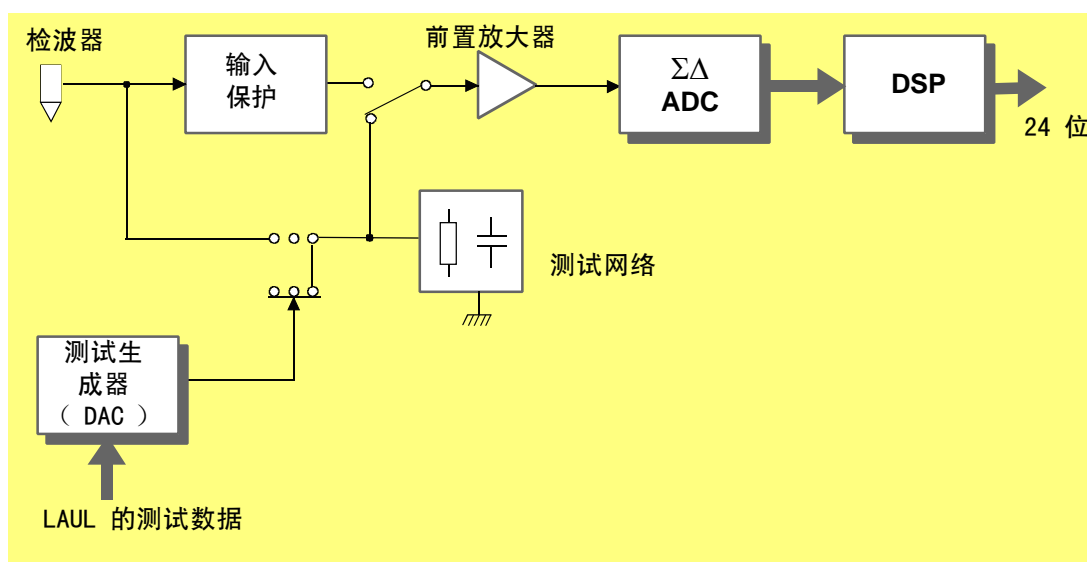 检波器
前置放大器
输入
保护
ΣΔ
ADC
DSP
24 位
测试网络
测试生
成器
（ DAC ）
LAUL 的测试数据